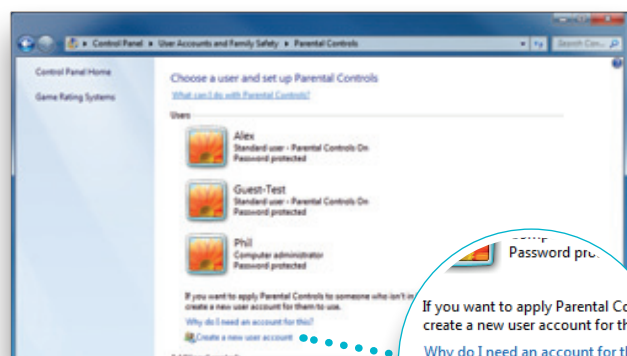 Control Panel ▸ User Accounts and Family Safety ▸ Parental Controls
Search Con...
Control Panel Home
Game Rating Systems
Choose a user and set up Parental Controls
What can I do with Parental Controls?
Users
Alex
Standard user - Parental Controls On
Password protected
Guest-Test
Standard user - Parental Controls On
Password protected
Phil
Computer administrator
Password protected
If you want to apply Parental Controls to someone who isn't in
create a new user account for them to use.
Why do I need an account for this?
Create a new user account
Password pro
If you want to apply Parental Co
create a new user account for th
Why do I need an account for th